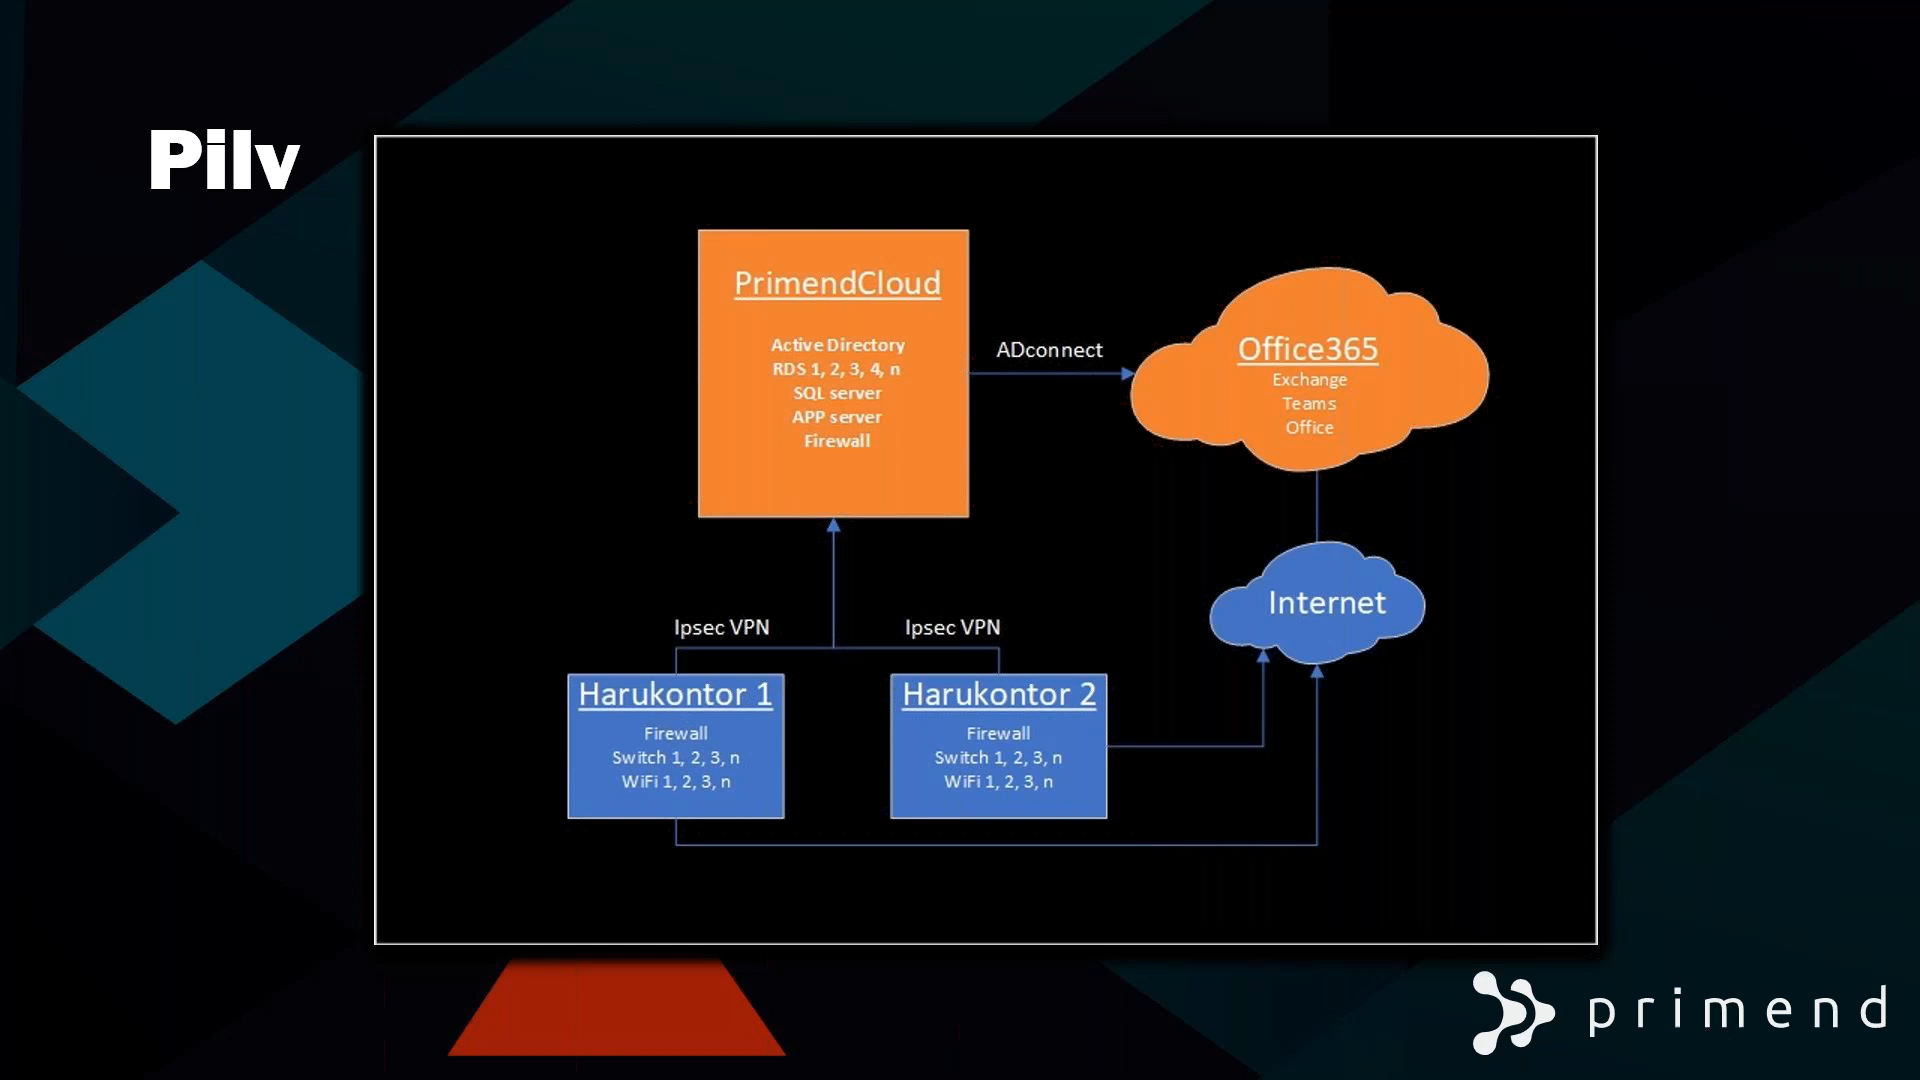 Pilv
PrimendCloud
Active Directory
RDS 1, 2, 3, 4, n
SQL server
APP server
Firewall
ADconnect
Office365
Exchange
Teams
Office
Internet
Ipsec VPN
Ipsec VPN
Harukontor 1
Firewall
Switch 1, 2, 3, n
WiFi 1, 2, 3, n
Harukontor 2
Firewall
Switch 1, 2, 3, n
WiFi 1, 2, 3, n
primend